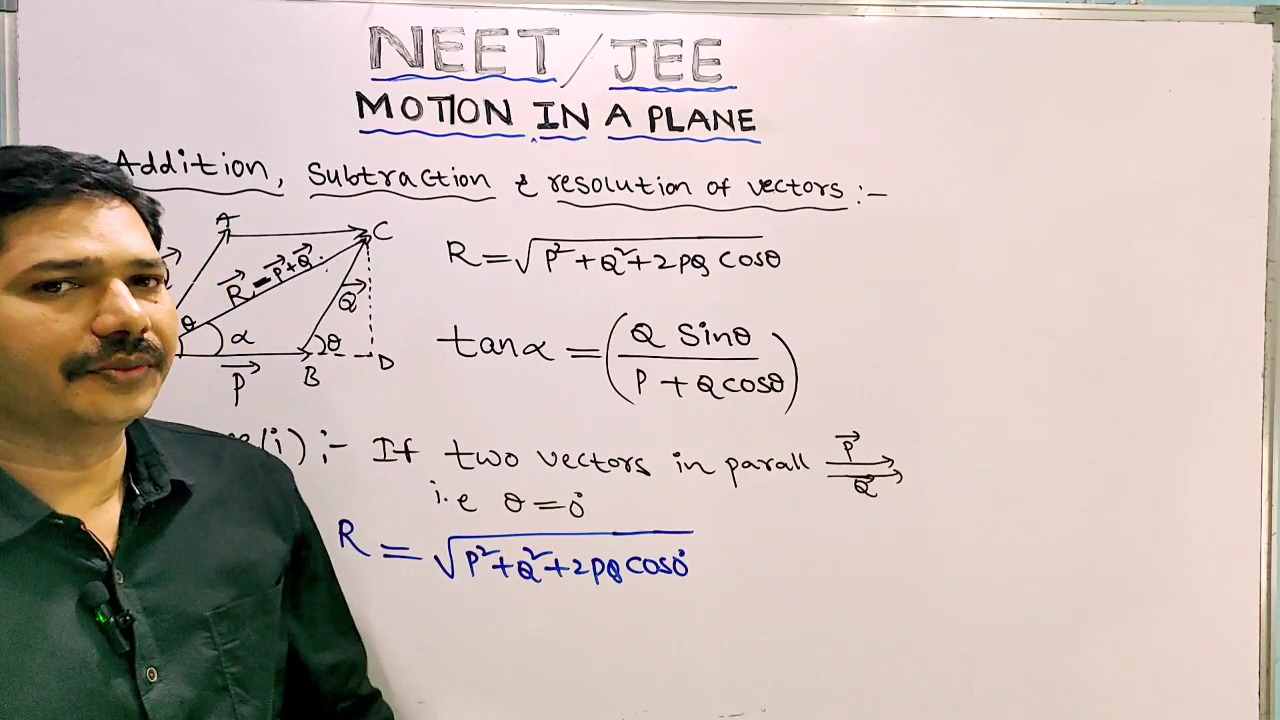 NEET/JEE
MOTION IN A PLANE
Addition, Subtraction & resolution of vectors :-
A C
R⃗ = P⃗+Q⃗
Q⃗
θ α θ
P⃗ B D
R = √P²+Q²+2PQ Cosθ
tanα = (Q Sinθ / P + Qcosθ)
(i) :- If two vectors in parall P⃗ Q⃗
i.e θ = 0°
R = √P²+Q²+2PQ cos0°